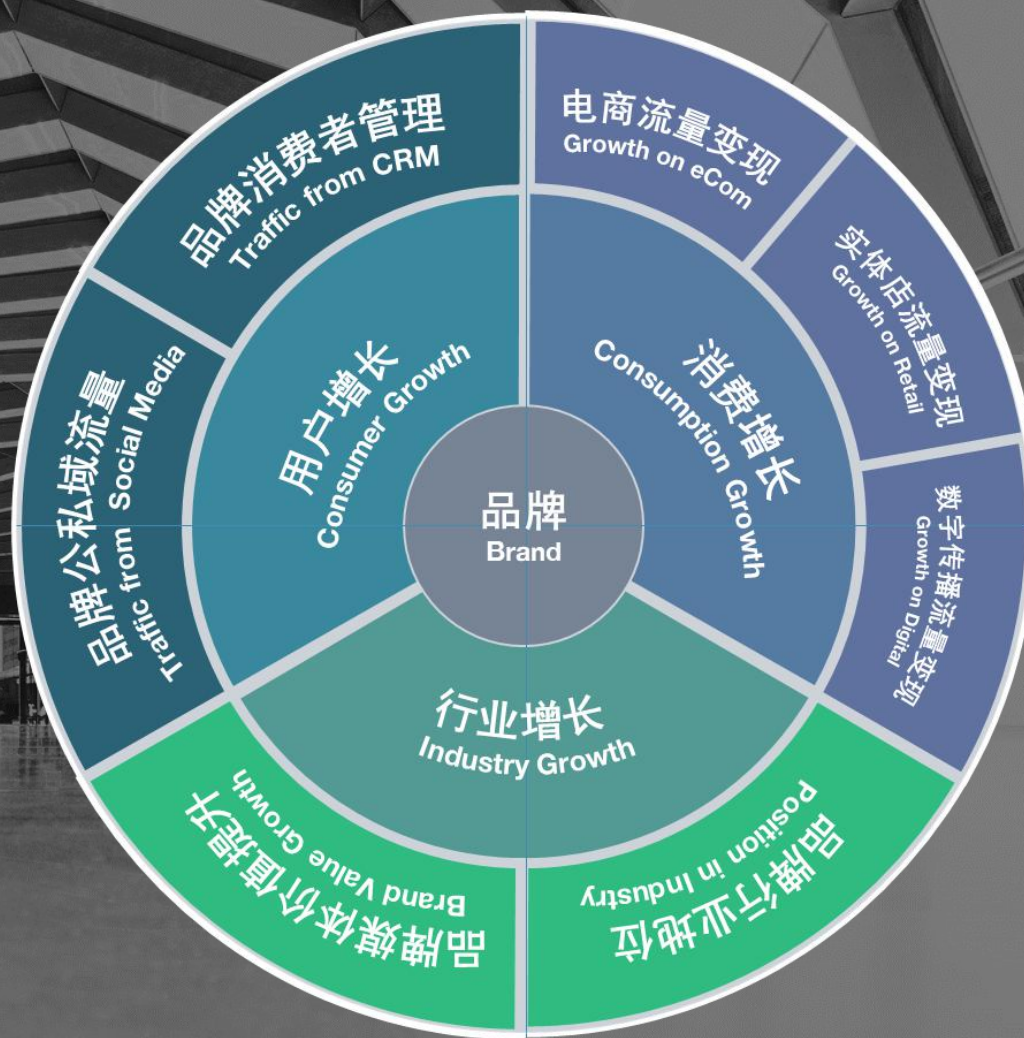 品牌消费者管理
Traffic from CRM
电商流量变现
Growth on eCom
实体店流量变现
Growth on Retail
品牌公私域流量
Traffic from Social Media
用户增长
Consumer Growth
消费增长
Consumption Growth
数字传播流量变现
Growth on Digital
品牌
Brand
行业增长
Industry Growth
品牌媒体价值提升
Brand Value Growth
品牌行业地位
Position in Industry